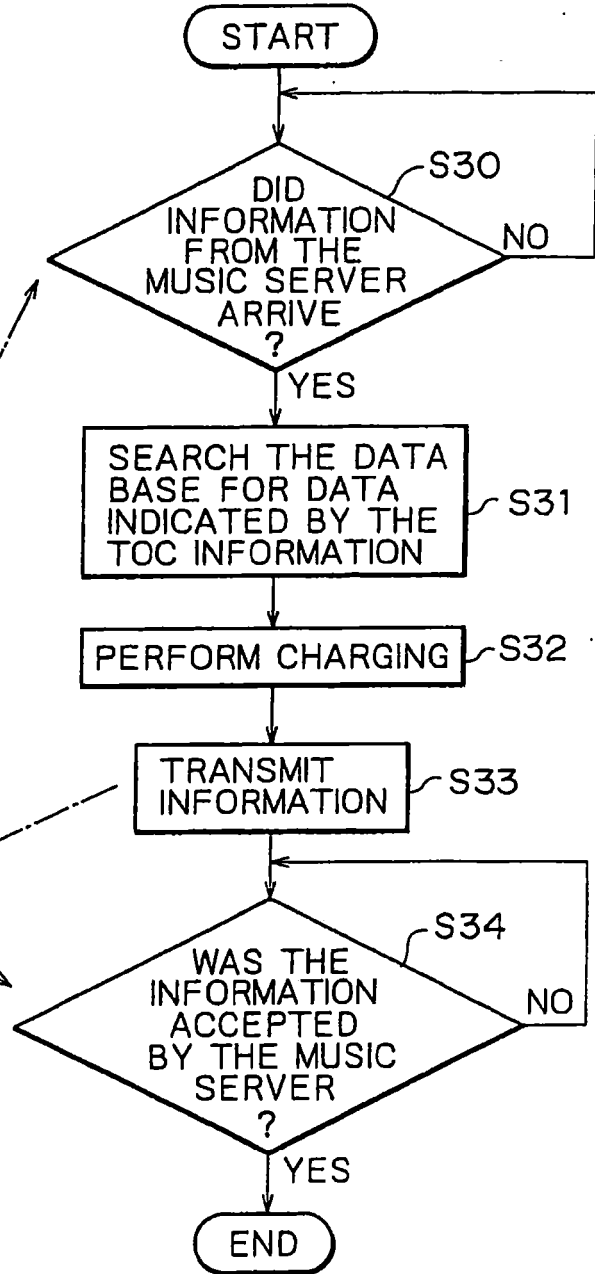 START
S30
DID
INFORMATION
FROM THE
MUSIC SERVER
ARRIVE
?
NO
YES
SEARCH THE DATA
BASE FOR DATA
INDICATED BY THE
TOC INFORMATION
S31
PERFORM CHARGING
S32
TRANSMIT
INFORMATION
S33
S34
WAS THE
INFORMATION
ACCEPTED
BY THE MUSIC
SERVER
?
NO
YES
END